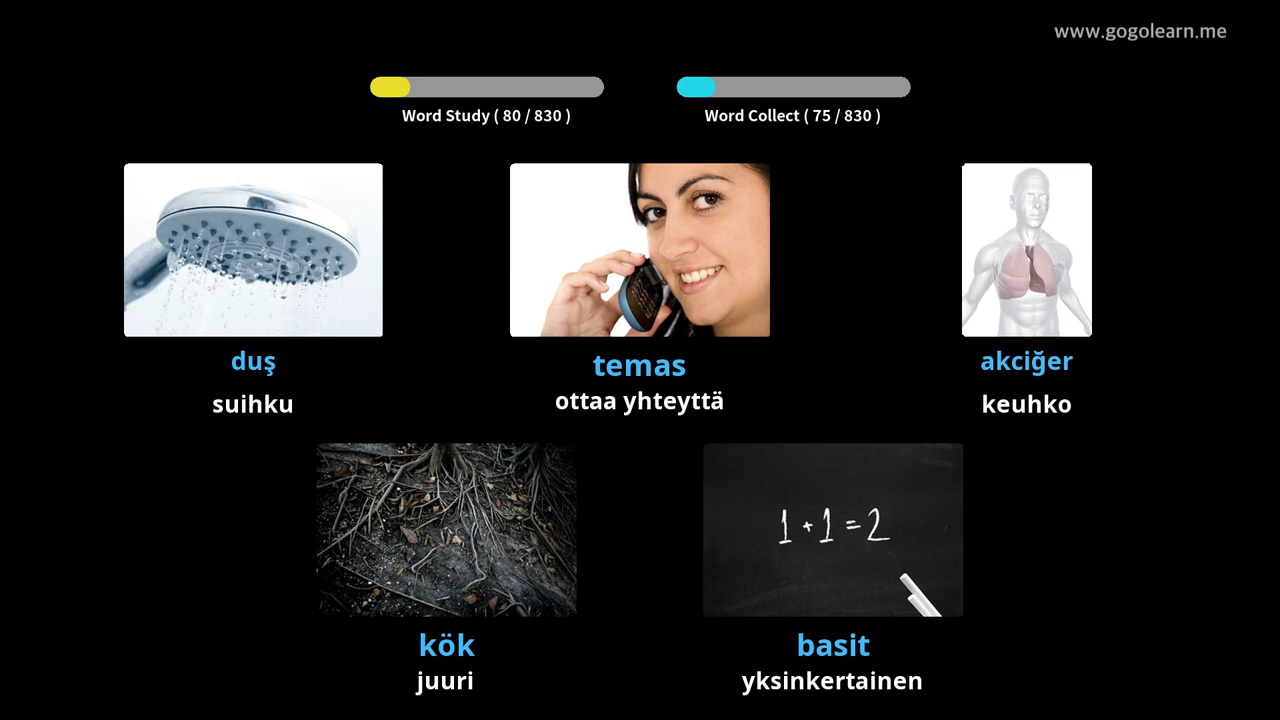 www.gogolearn.me
Word Study ( 80 / 830 )
Word Collect ( 75 / 830 )
duş
suihku
temas
ottaa yhteyttä
akciğer
keuhko
1 + 1 = 2
kök
juuri
basit
yksinkertainen